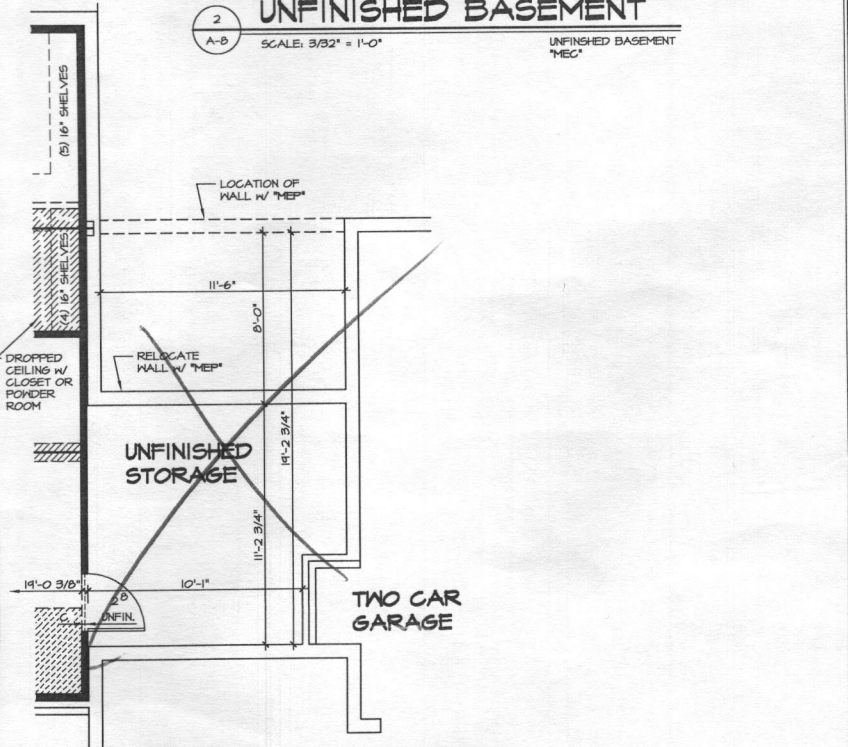 2
A-8
UNFINISHED BASEMENT
SCALE: 3/32" = 1'-0"
UNFINSHED BASEMENT
"MEC"
(5) 16" SHELVES
LOCATION OF
WALL W/ "MEP"
(4) 16" SHELVES
11'-6"
8'-0"
DROPPED
CEILING W/
CLOSET OR
POWDER
ROOM
RELOCATE
WALL W/ "MEP"
UNFINISHED
STORAGE
19'-2 3/4"
11'-2 3/4"
19'-0 3/8"
10'-1"
2⁸
UNFIN.
TWO CAR
GARAGE